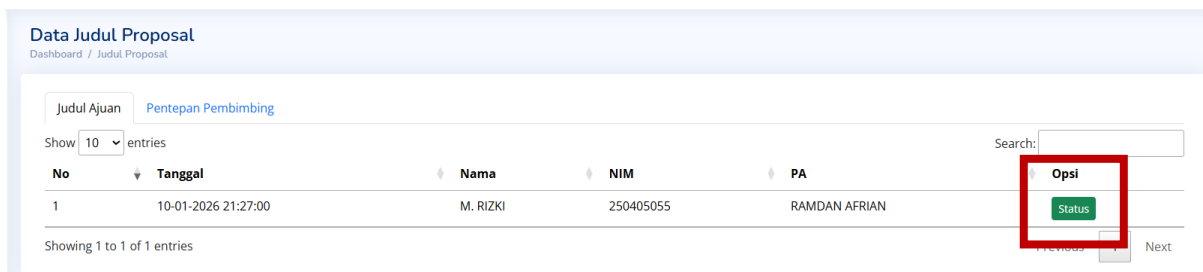 Data Judul Proposal
Dashboard / Judul Proposal
Judul Ajuan Pentepan Pembimbing
Show 10 entries Search:
No Tanggal Nama NIM PA Opsi
1 10-01-2026 21:27:00 M. RIZKI 250405055 RAMDAN AFRIAN Status
Showing 1 to 1 of 1 entries Previous 1 Next